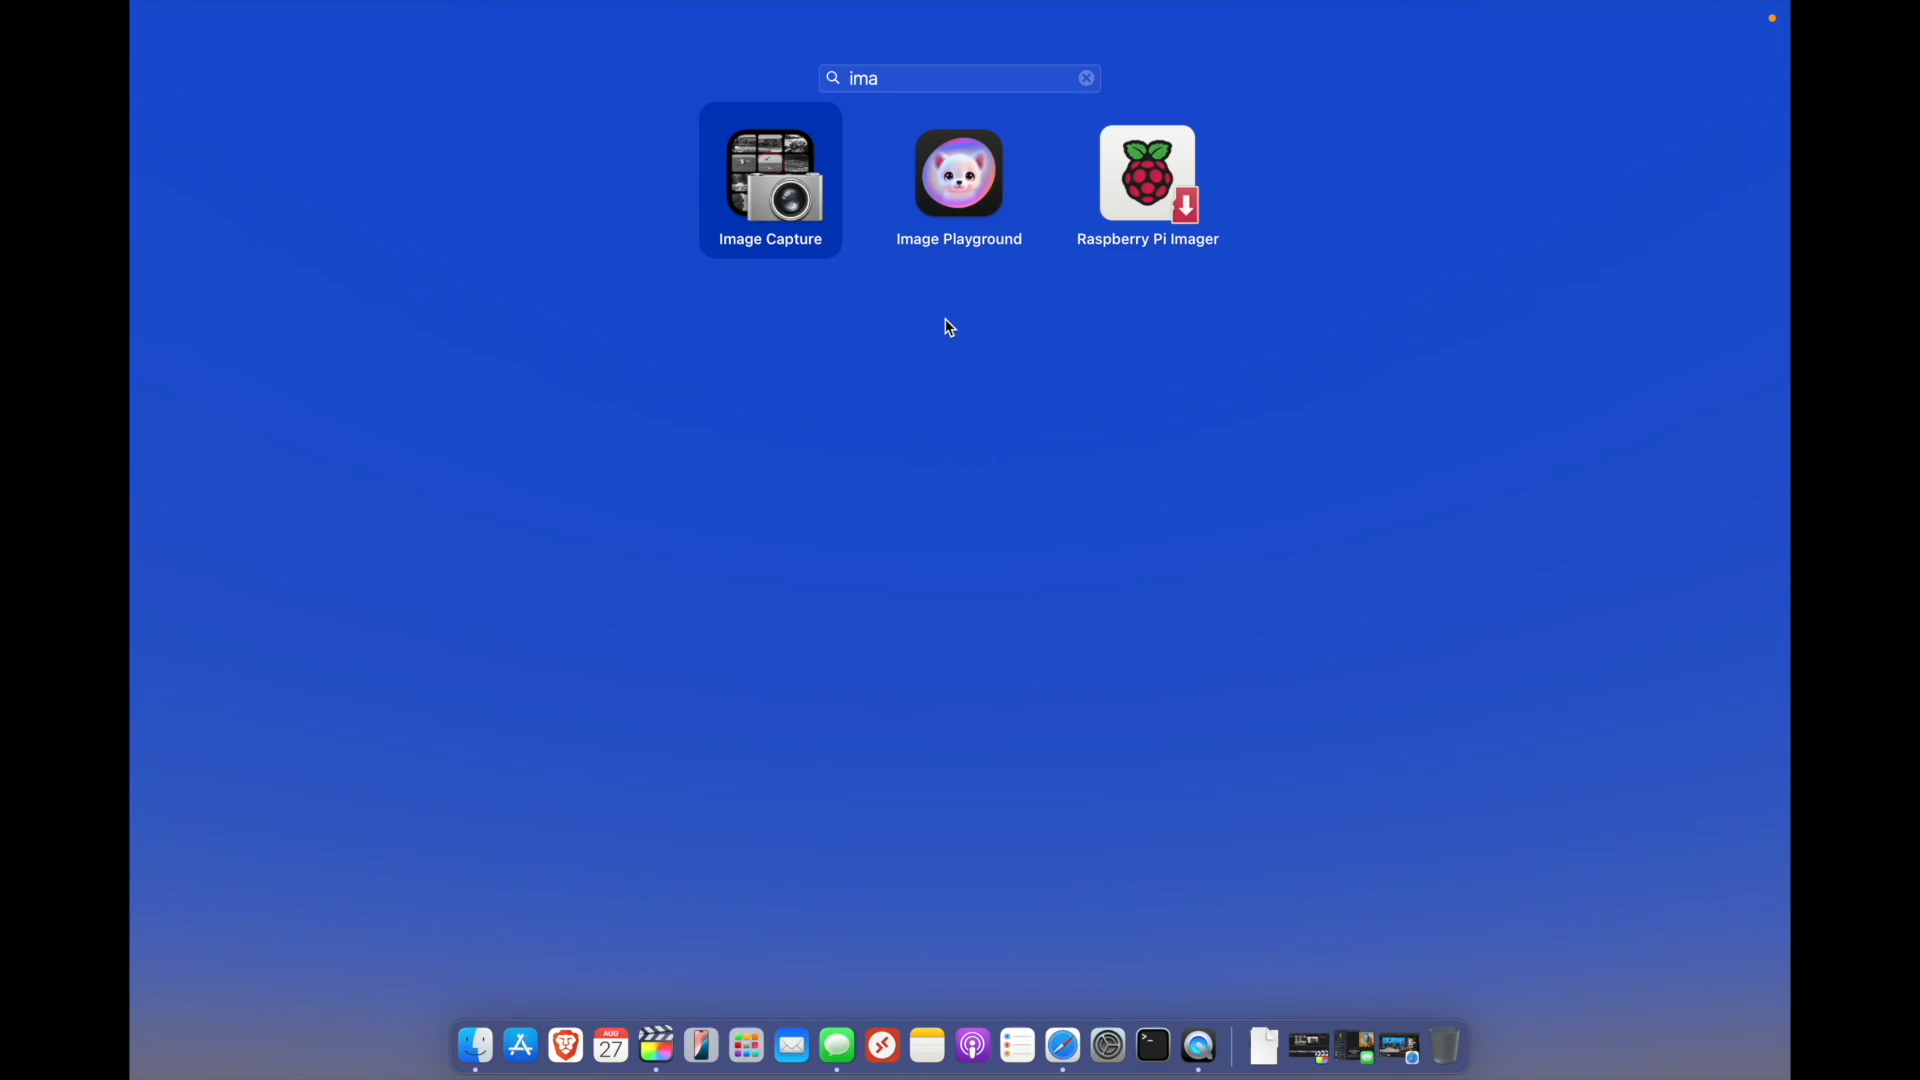 ima
Image Capture
Image Playground
Raspberry Pi Imager
AUG
27
>_